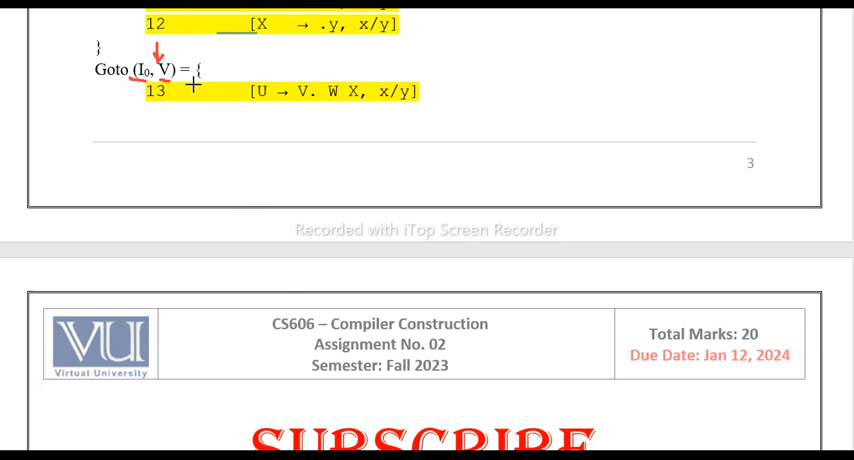 12 [X → .y, x/y]
}
Goto (I₀, V) = {
13 [U → V. W X, x/y]
3
Recorded with iTop Screen Recorder
VU
Virtual University
CS606 – Compiler Construction
Assignment No. 02
Semester: Fall 2023
Total Marks: 20
Due Date: Jan 12, 2024
SUBSCRIBE